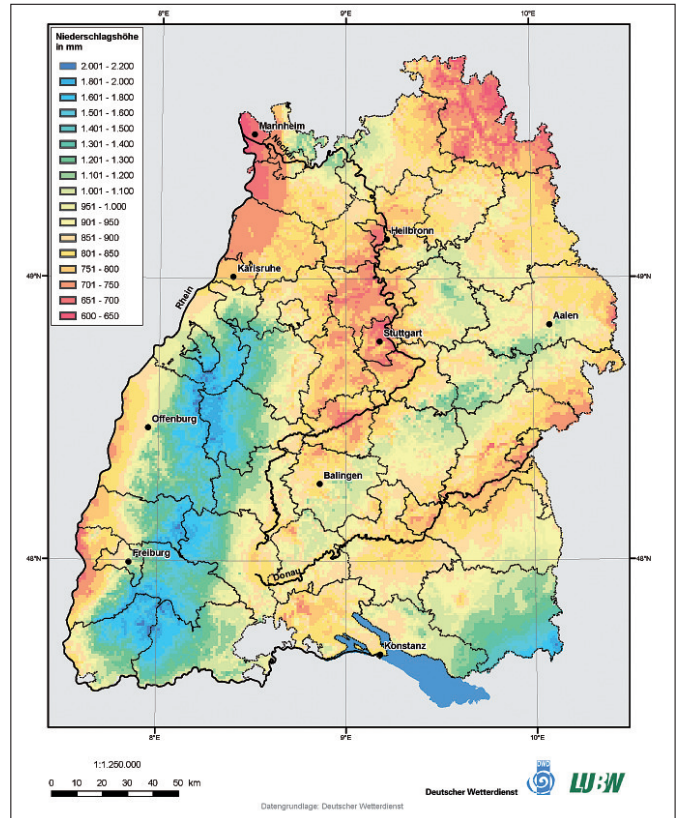 8°E
9°E
10°E
Niederschlagshöhe
in mm
2.001 - 2.200
1.801 - 2.000
1.601 - 1.800
1.501 - 1.600
1.401 - 1.500
1.301 - 1.400
1.201 - 1.300
1.101 - 1.200
1.001 - 1.100
951 - 1.000
901 - 950
851 - 900
801 - 850
751 - 800
701 - 750
651 - 700
600 - 650
Mannheim
Neckar
Heilbronn
Karlsruhe
49°N
49°N
Rhein
Aalen
Stuttgart
Offenburg
Balingen
48°N
48°N
Freiburg
Donau
Konstanz
8°E
9°E
10°E
1:1.250.000
0 10 20 30 40 50 km
Deutscher Wetterdienst
LUBW
Datengrundlage: Deutscher Wetterdienst